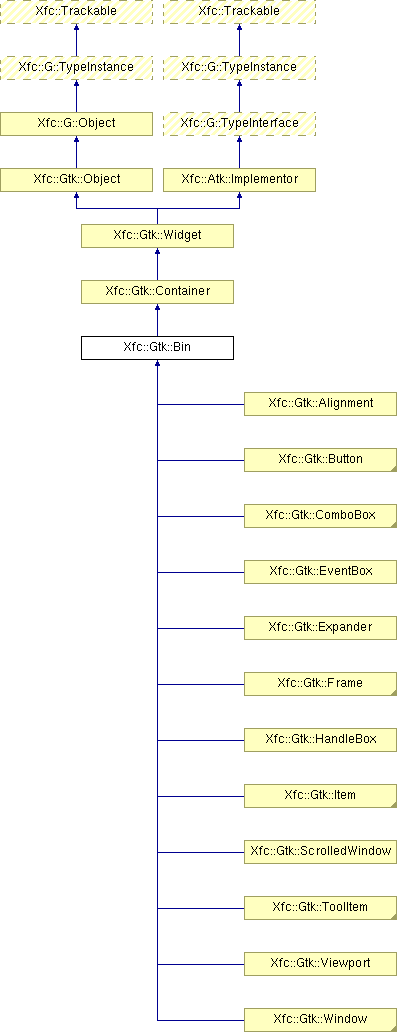 Xfc::Trackable Xfc::Trackable
Xfc::G::TypeInstance Xfc::G::TypeInstance
Xfc::G::Object Xfc::G::TypeInterface
Xfc::Gtk::Object Xfc::Atk::Implementor
Xfc::Gtk::Widget
Xfc::Gtk::Container
Xfc::Gtk::Bin
Xfc::Gtk::Alignment
Xfc::Gtk::Button
Xfc::Gtk::ComboBox
Xfc::Gtk::EventBox
Xfc::Gtk::Expander
Xfc::Gtk::Frame
Xfc::Gtk::HandleBox
Xfc::Gtk::Item
Xfc::Gtk::ScrolledWindow
Xfc::Gtk::ToolItem
Xfc::Gtk::Viewport
Xfc::Gtk::Window